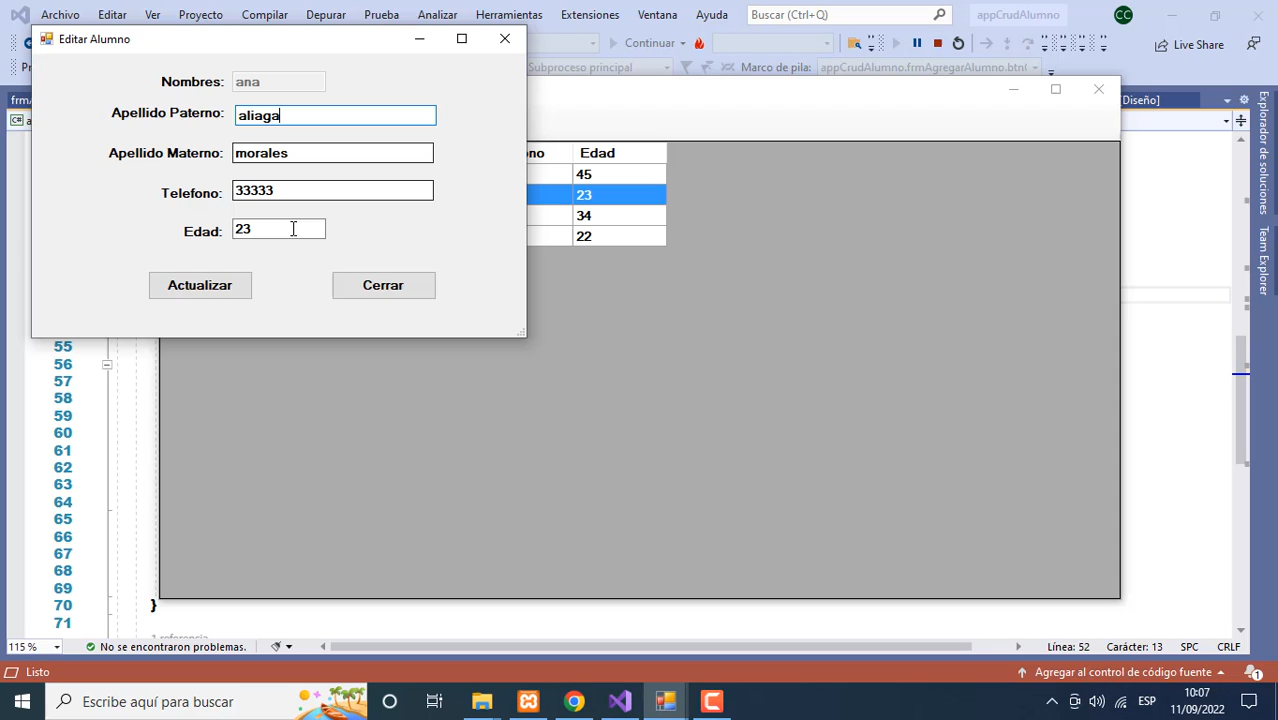 Archivo Editar Ver Proyecto Compilar Depurar Prueba Analizar Herramientas Extensiones Ventana Ayuda Buscar (Ctrl+Q) appCrudAlumno CC
Editar Alumno
Continuar
Live Share
Subproceso principal Marco de pila: appCrudAlumno.frmAgregarAlumno.btn
[Diseño]
Nombres: ana
Apellido Paterno: aliaga
Apellido Materno: morales
Telefono: 33333
Edad: 23
Actualizar Cerrar
Edad
45
23
34
22
Explorador de soluciones
Team Explorer
55
56
57
58
59
60
61
62
63
64
65
66
67
68
69
70 }
71
1 referencia
115 % No se encontraron problemas. Línea: 52 Carácter: 13 SPC CRLF
Listo Agregar al control de código fuente 1
Escribe aquí para buscar ESP 10:07
11/09/2022